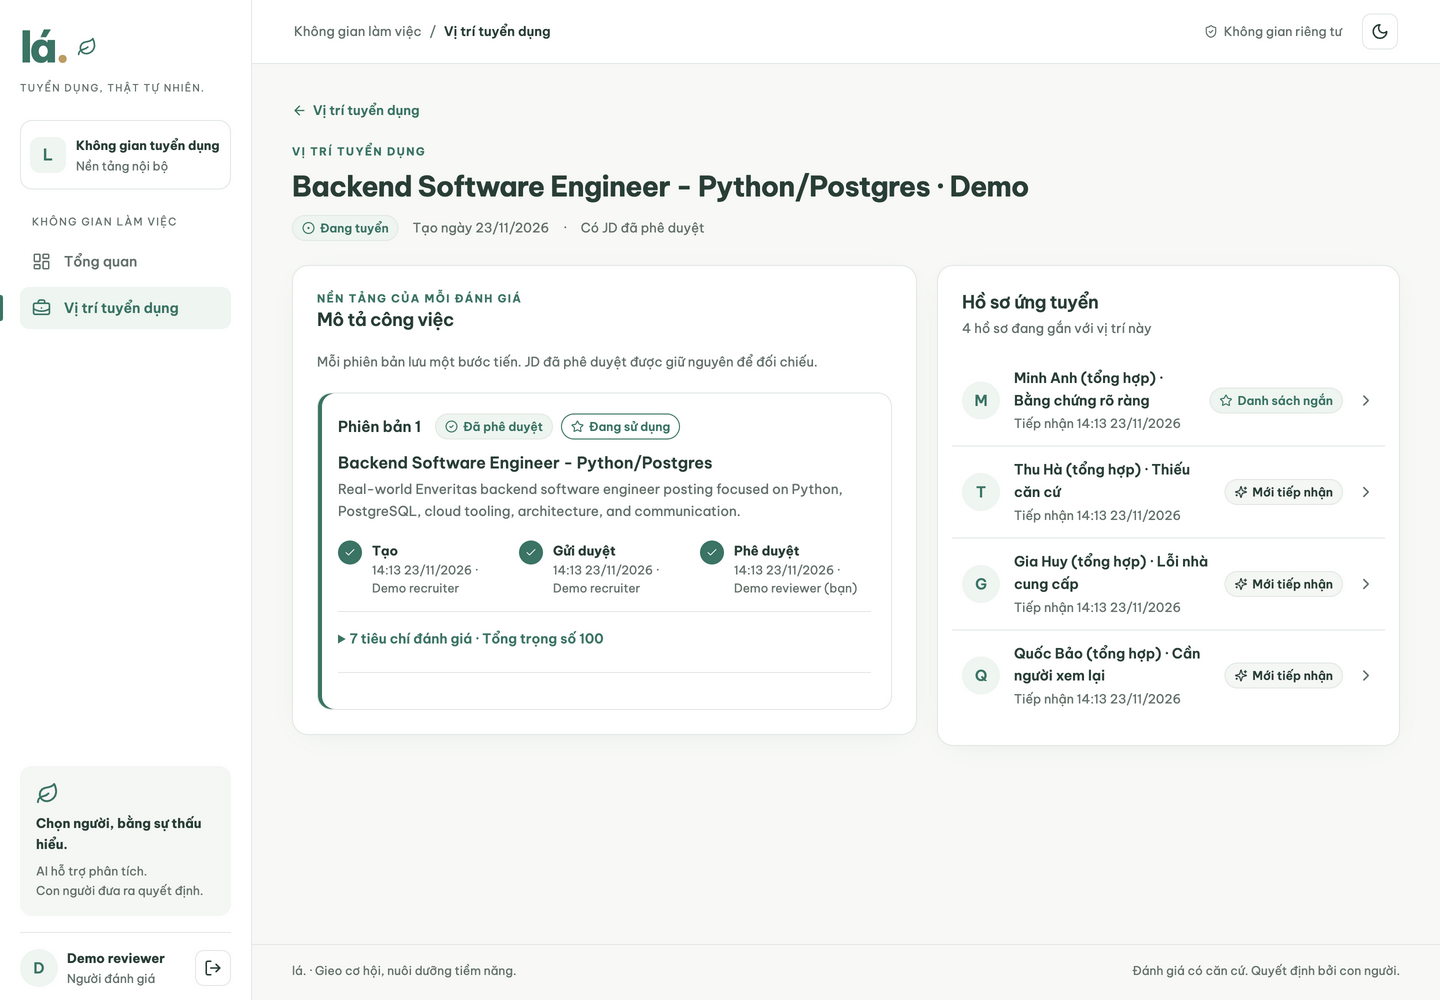 lá.
TUYỂN DỤNG, THẬT TỰ NHIÊN.
L
Không gian tuyển dụng
Nền tảng nội bộ
KHÔNG GIAN LÀM VIỆC
Tổng quan
Vị trí tuyển dụng
Chọn người, bằng sự thấu
hiểu.
AI hỗ trợ phân tích.
Con người đưa ra quyết định.
D
Demo reviewer
Người đánh giá
Không gian làm việc / Vị trí tuyển dụng
Không gian riêng tư
← Vị trí tuyển dụng
VỊ TRÍ TUYỂN DỤNG
Backend Software Engineer - Python/Postgres · Demo
Đang tuyển Tạo ngày 23/11/2026 · Có JD đã phê duyệt
NỀN TẢNG CỦA MỖI ĐÁNH GIÁ
Mô tả công việc
Mỗi phiên bản lưu một bước tiến. JD đã phê duyệt được giữ nguyên để đối chiếu.
Phiên bản 1 Đã phê duyệt Đang sử dụng
Backend Software Engineer - Python/Postgres
Real-world Enveritas backend software engineer posting focused on Python,
PostgreSQL, cloud tooling, architecture, and communication.
Tạo
14:13 23/11/2026 ·
Demo recruiter
Gửi duyệt
14:13 23/11/2026 ·
Demo recruiter
Phê duyệt
14:13 23/11/2026 ·
Demo reviewer (bạn)
▶ 7 tiêu chí đánh giá · Tổng trọng số 100
Hồ sơ ứng tuyển
4 hồ sơ đang gắn với vị trí này
M
Minh Anh (tổng hợp) ·
Bằng chứng rõ ràng
Tiếp nhận 14:13 23/11/2026
Danh sách ngắn
T
Thu Hà (tổng hợp) · Thiếu
căn cứ
Tiếp nhận 14:13 23/11/2026
Mới tiếp nhận
G
Gia Huy (tổng hợp) · Lỗi nhà
cung cấp
Tiếp nhận 14:13 23/11/2026
Mới tiếp nhận
Q
Quốc Bảo (tổng hợp) · Cần
người xem lại
Tiếp nhận 14:13 23/11/2026
Mới tiếp nhận
lá. · Gieo cơ hội, nuôi dưỡng tiềm năng.
Đánh giá có căn cứ. Quyết định bởi con người.